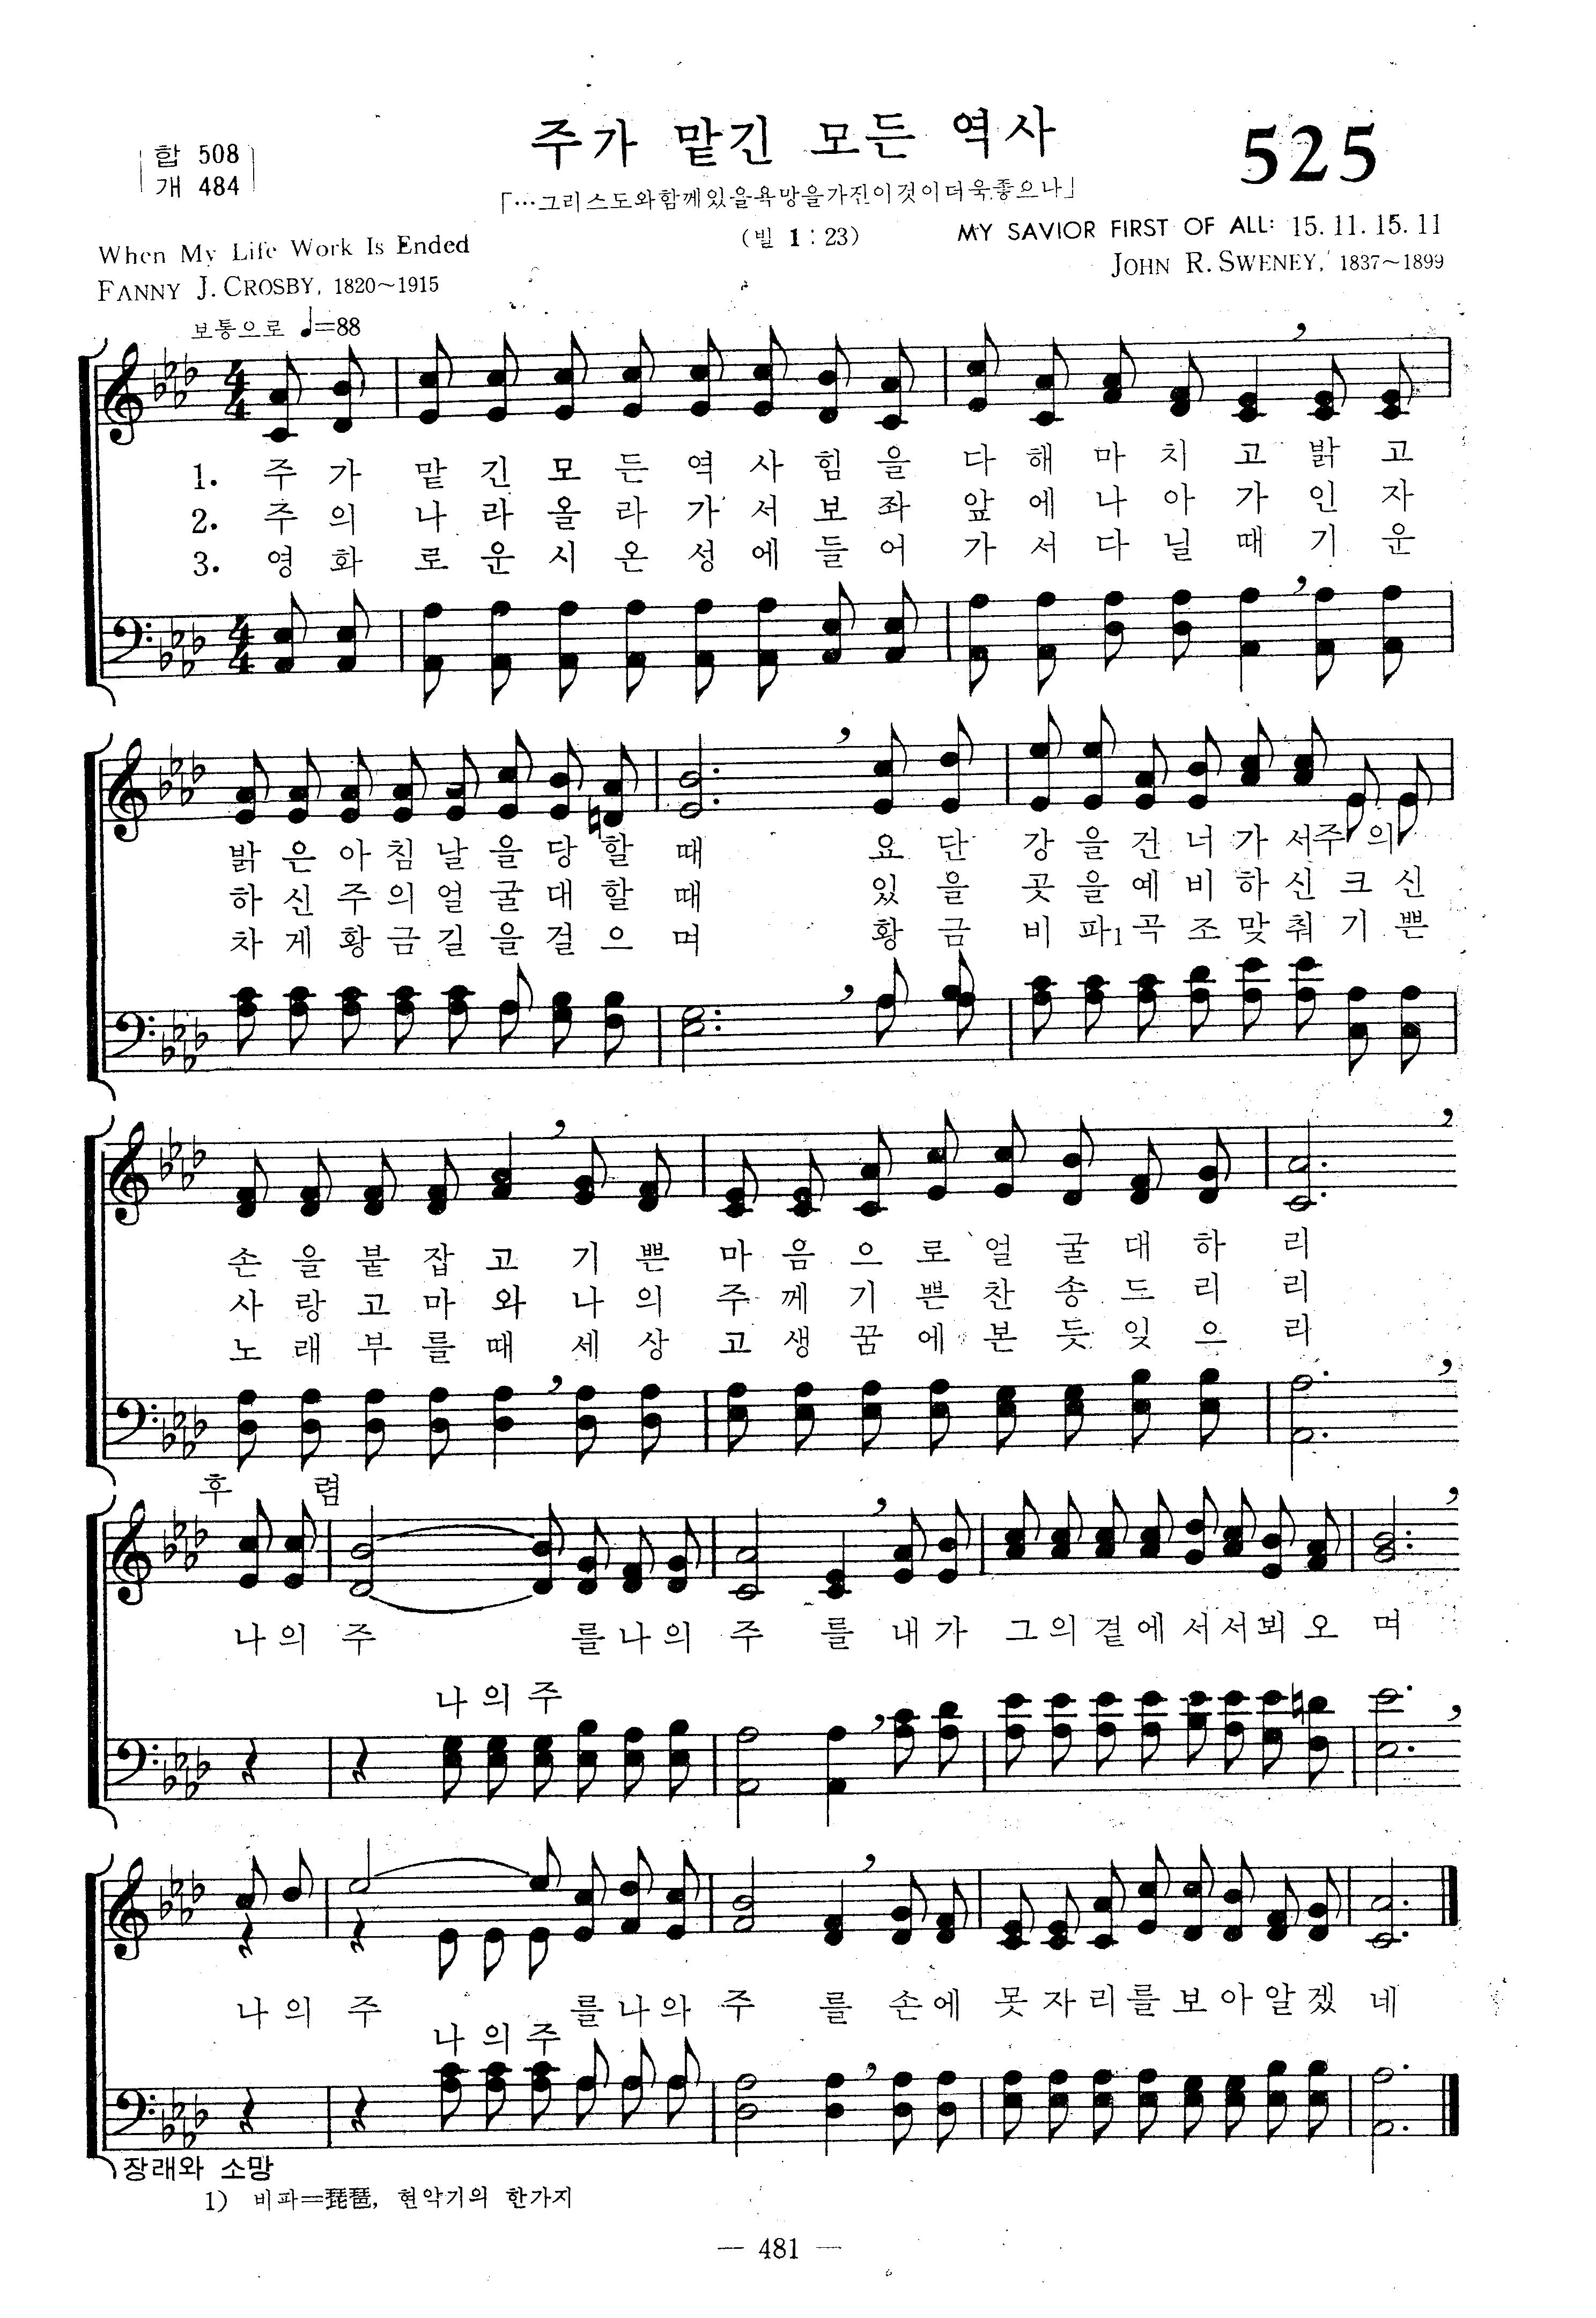 합 508
개 484
주가 맡긴 모든 역사
525
「…그리스도와함께있을욕망을가진이것이더욱좋으나」
(빌 1 : 23)
When My Life Work Is Ended
MY SAVIOR FIRST OF ALL: 15. 11. 15. 11
FANNY J. CROSBY, 1820~1915
JOHN R. SWENEY, 1837~1899
보통으로 ♩=88
1. 주 가 맡 긴 모 든 역 사 힘 을 다 해 마 치 고 밝 고
2. 주 의 나 라 올 라 가 서 보 좌 앞 에 나 아 가 인 자
3. 영 화 로 운 시 온 성 에 들 어 가 서 다 닐 때 기 운
밝 은 아 침 날 을 당 할 때 요 단 강 을 건 너 가 서 주 의
하 신 주 의 얼 굴 대 할 때 있 을 곳 을 예 비 하 신 크 신
차 게 황 금 길 을 걸 으 며 황 금 비 파1 곡 조 맞 춰 기 쁜
손 을 붙 잡 고 기 쁜 마 음 으 로 얼 굴 대 하 리
사 랑 고 마 와 나 의 주 께 기 쁜 찬 송 드 리 리
노 래 부 를 때 세 상 고 생 꿈 에 본 듯 잊 으 리
후 렴
나 의 주 를 나 의 주 를 내 가 그 의 곁 에 서 서 뵈 오 며
나 의 주
나 의 주 를 나 의 주 를 손 에 못 자 리 를 보 아 알 겠 네
나 의 주
장래와 소망
1) 비파=琵琶, 현악기의 한가지
— 481 —